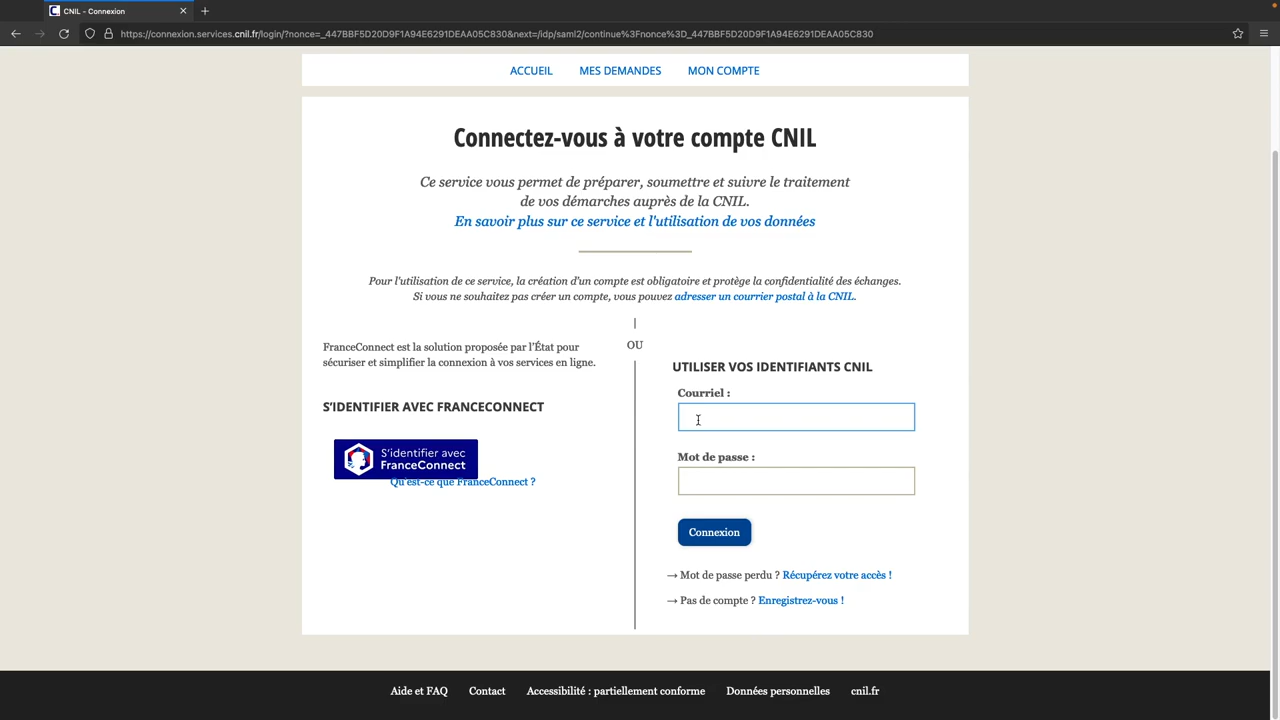 CNIL - Connexion
https://connexion.services.cnil.fr/login/?nonce=_447BBF5D20D9F1A94E6291DEAA05C830&next=/idp/saml2/continue%3Fnonce%3D_447BBF5D20D9F1A94E6291DEAA05C830
ACCUEIL MES DEMANDES MON COMPTE
Connectez-vous à votre compte CNIL
Ce service vous permet de préparer, soumettre et suivre le traitement
de vos démarches auprès de la CNIL.
En savoir plus sur ce service et l'utilisation de vos données
Pour l'utilisation de ce service, la création d'un compte est obligatoire et protège la confidentialité des échanges.
Si vous ne souhaitez pas créer un compte, vous pouvez adresser un courrier postal à la CNIL.
FranceConnect est la solution proposée par l'État pour
sécuriser et simplifier la connexion à vos services en ligne.
S'IDENTIFIER AVEC FRANCECONNECT
S'identifier avec
FranceConnect
Qu'est-ce que FranceConnect ?
OU
UTILISER VOS IDENTIFIANTS CNIL
Courriel :
Mot de passe :
Connexion
→ Mot de passe perdu ? Récupérez votre accès !
→ Pas de compte ? Enregistrez-vous !
Aide et FAQ Contact Accessibilité : partiellement conforme Données personnelles cnil.fr